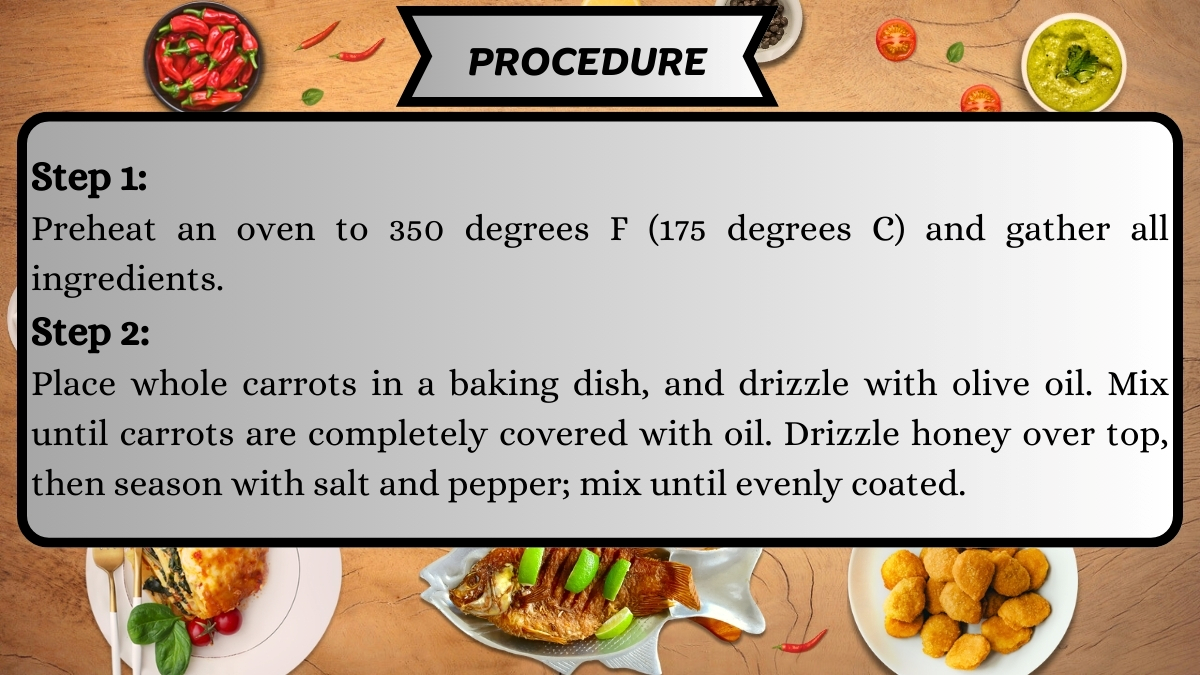 PROCEDURE
Step 1:
Preheat an oven to 350 degrees F (175 degrees C) and gather all
ingredients.
Step 2:
Place whole carrots in a baking dish, and drizzle with olive oil. Mix
until carrots are completely covered with oil. Drizzle honey over top,
then season with salt and pepper; mix until evenly coated.